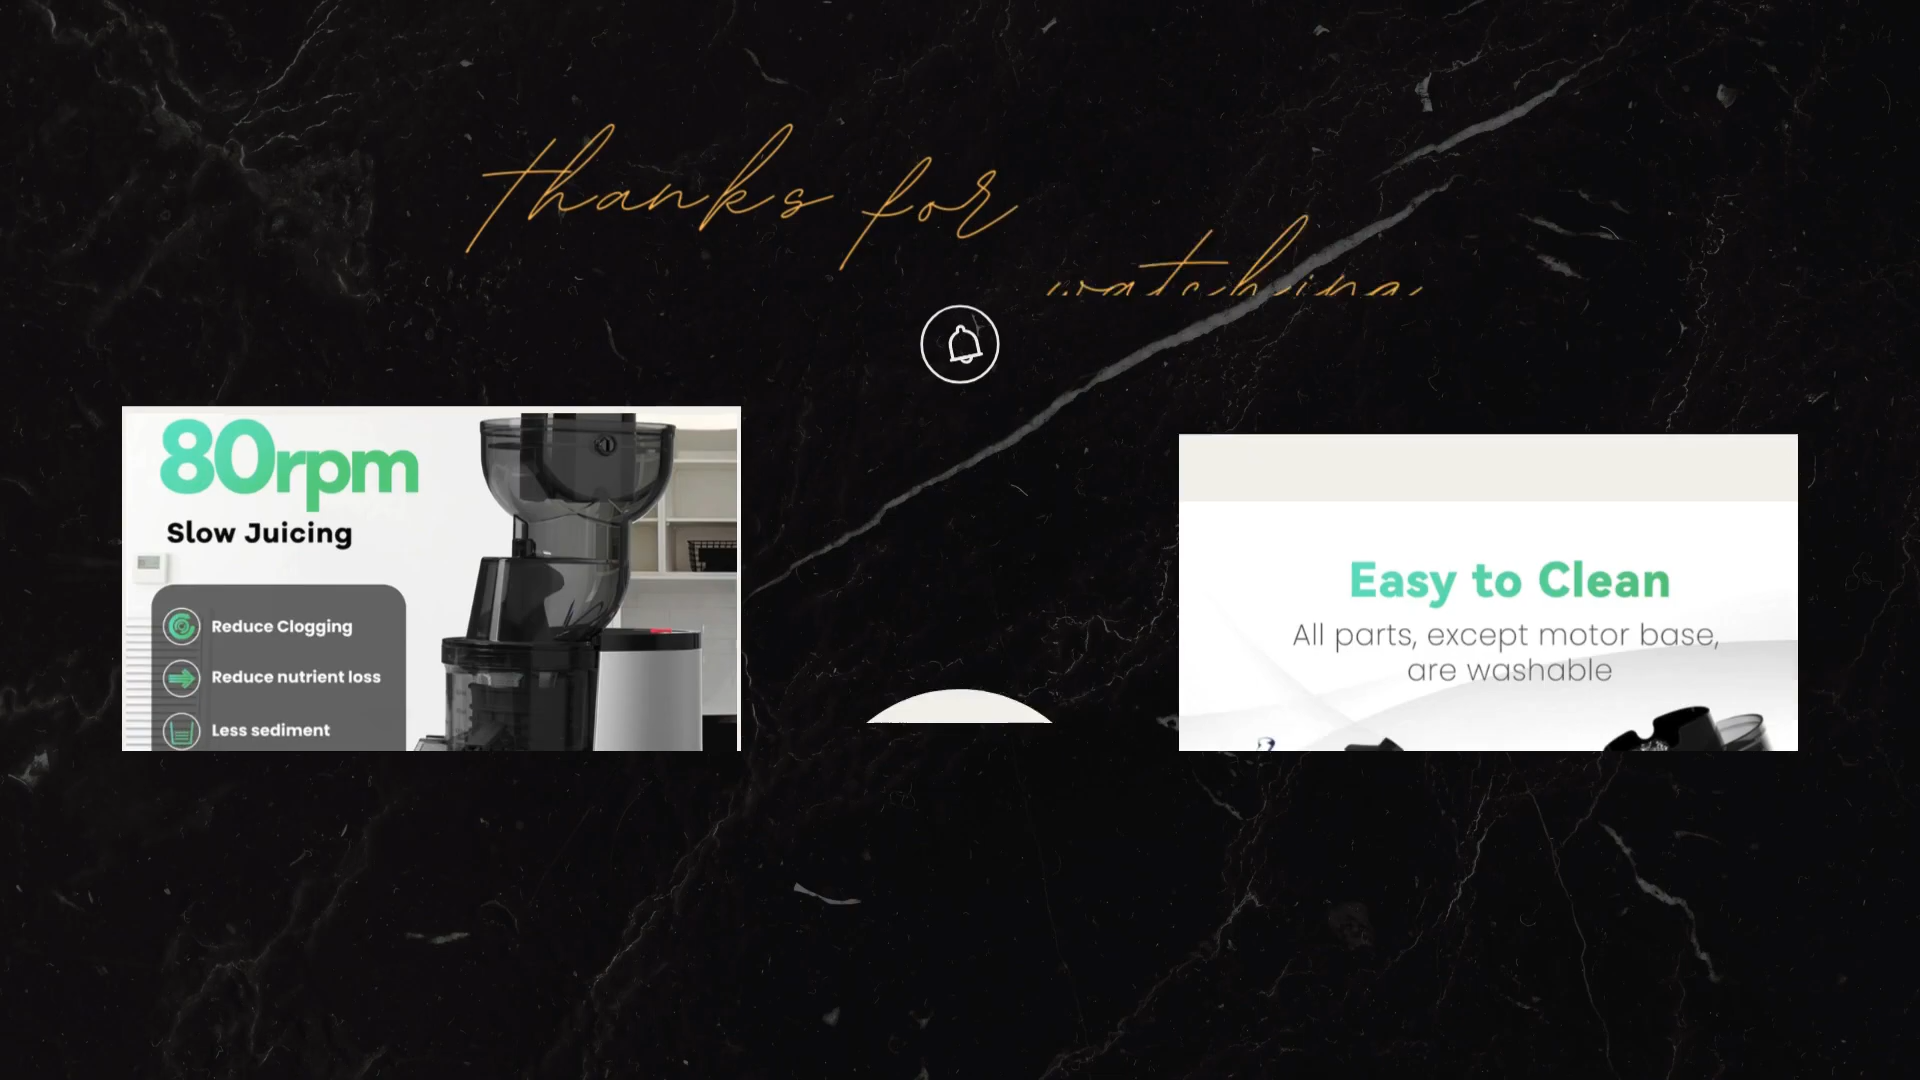 thanks for
watching
80rpm
Slow Juicing
Reduce Clogging
Reduce nutrient loss
Less sediment
Easy to Clean
All parts, except motor base,
are washable